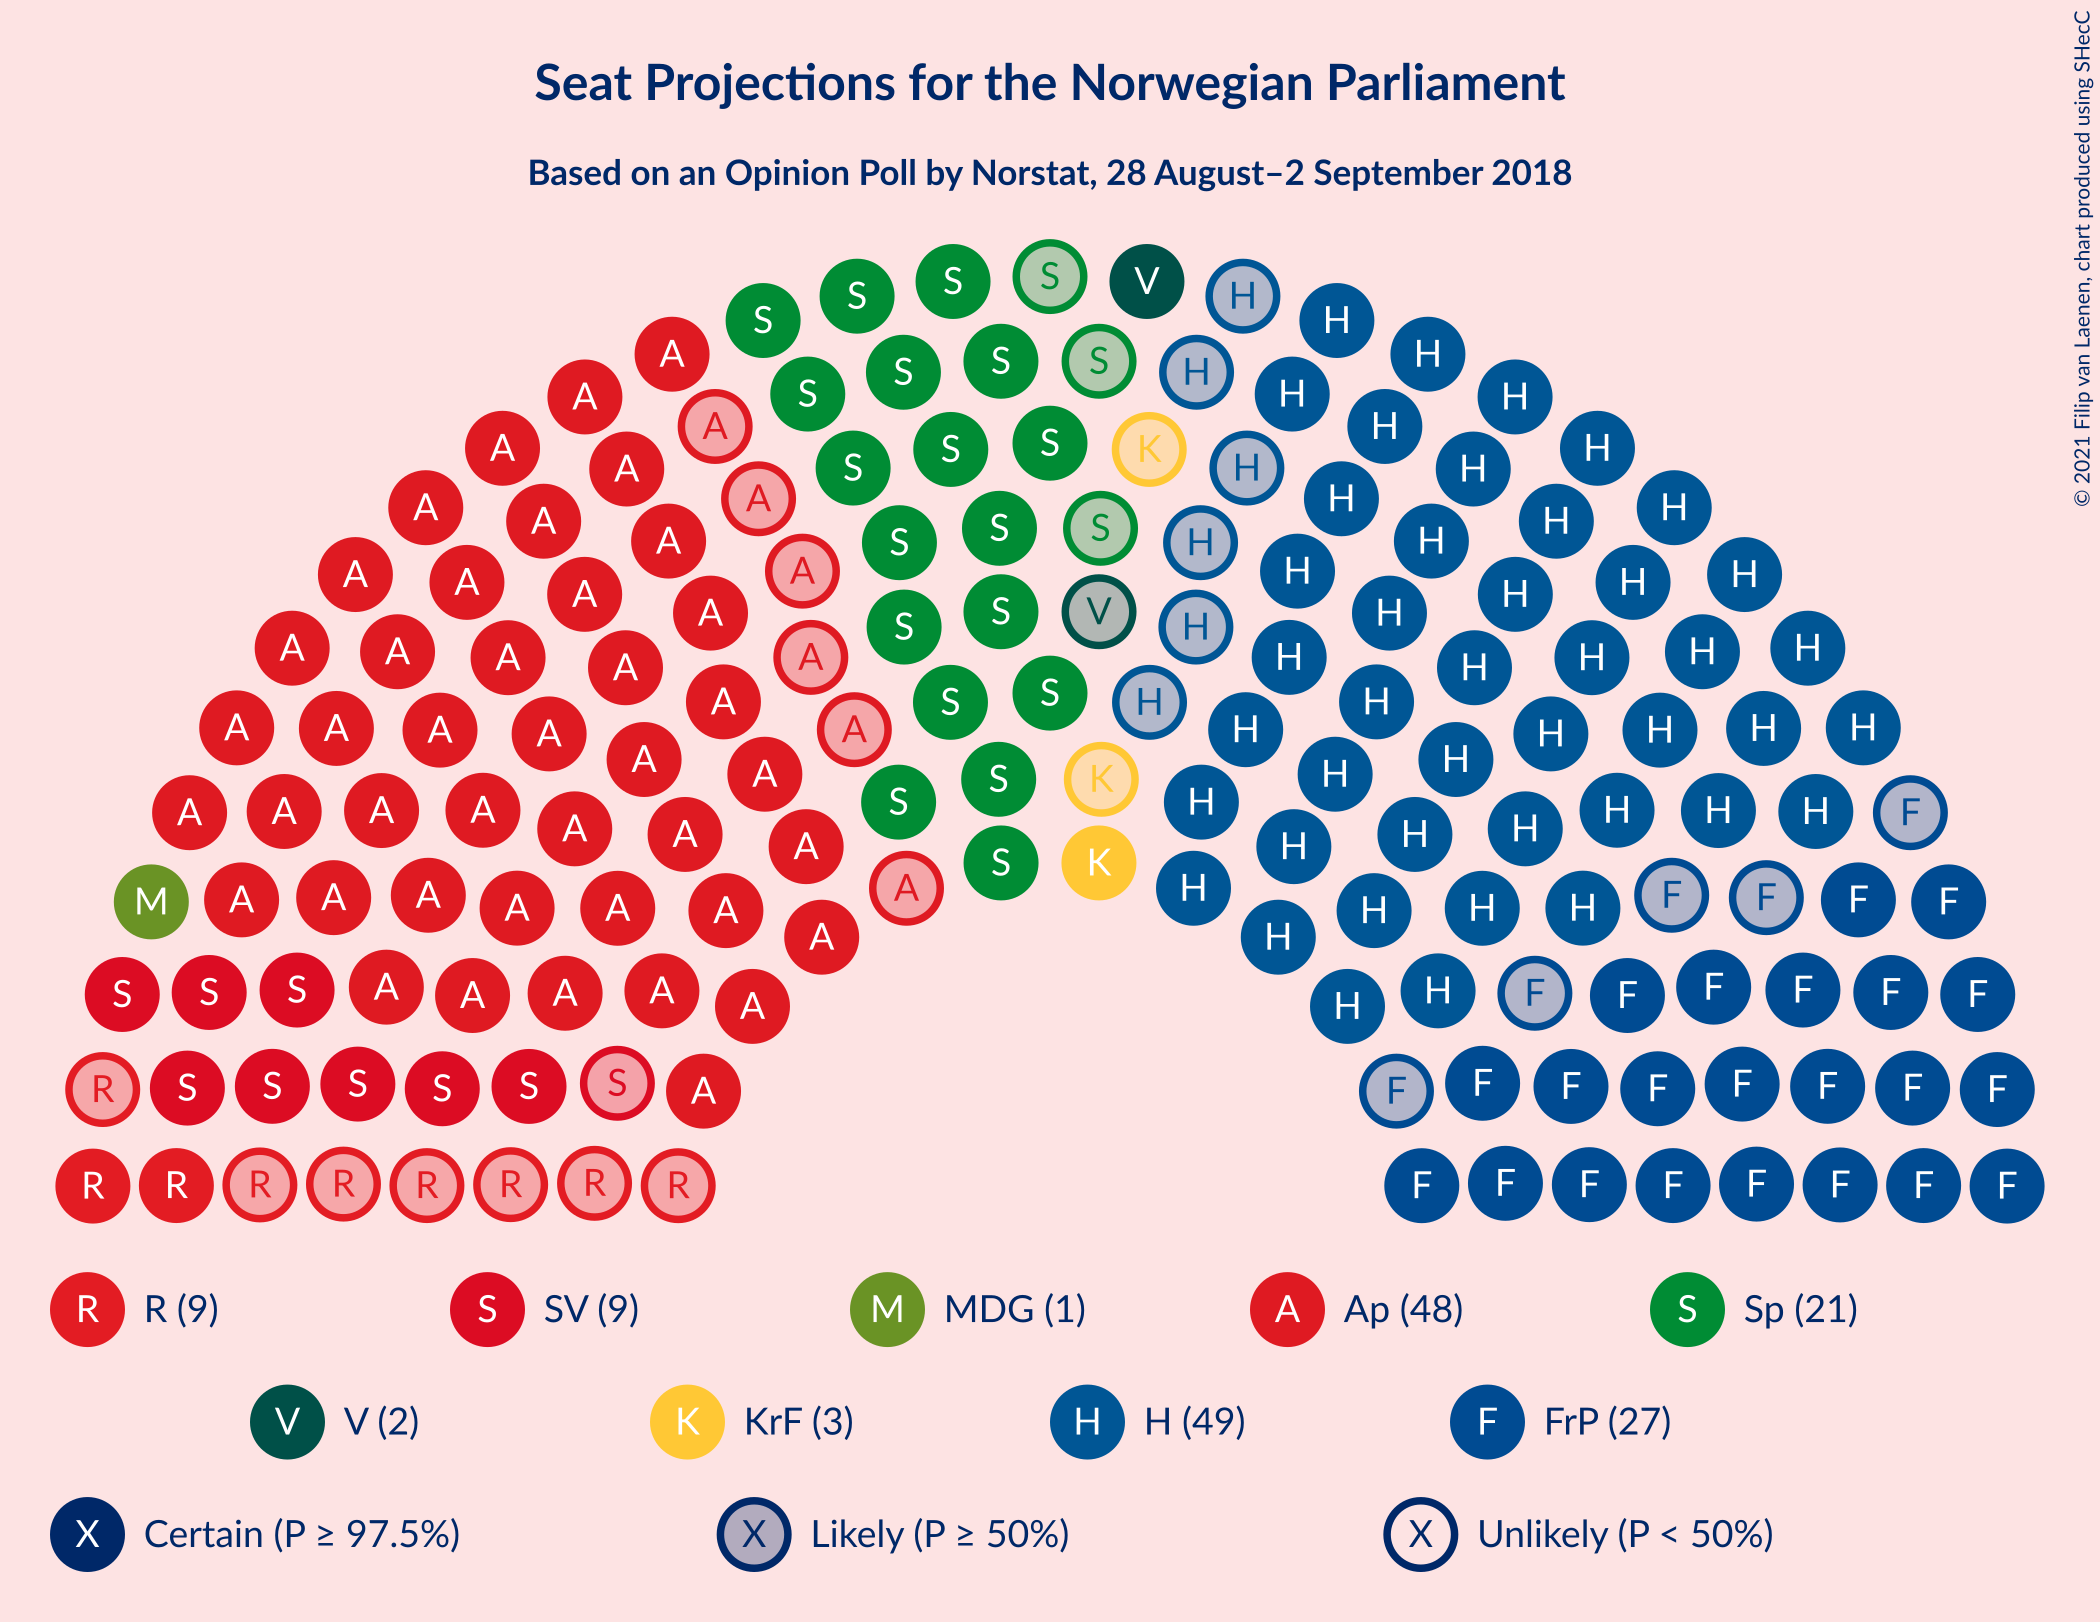 © 2021 Filip van Laenen, chart produced using SHecC
Seat Projections for the Norwegian Parliament
Based on an Opinion Poll by Norstat, 28 August–2 September 2018
S S S V H
S H
A S S H
S H
A S H H
A H
A S S K H
A S H H
A H
A H
A S S H
A S H H
A A A H H H
A H
A S S V H H
A A A A A H H H H H
A S S H H
A A A A A H H H H H
A A S K H H
A A A A A S H H H H H F
A A H H
S K
M A A A A A A A H H H H F F F F
A H
S S S A A A A A H H F F F F F F
R S S S S S S A F F F F F F F F
R R R R R R R R F F F F F F F F
R R (9) S SV (9) M MDG (1) A Ap (48) S Sp (21)
V V (2) K KrF (3) H H (49) F FrP (27)
X Certain (P ≥ 97.5%) X Likely (P ≥ 50%) X Unlikely (P < 50%)